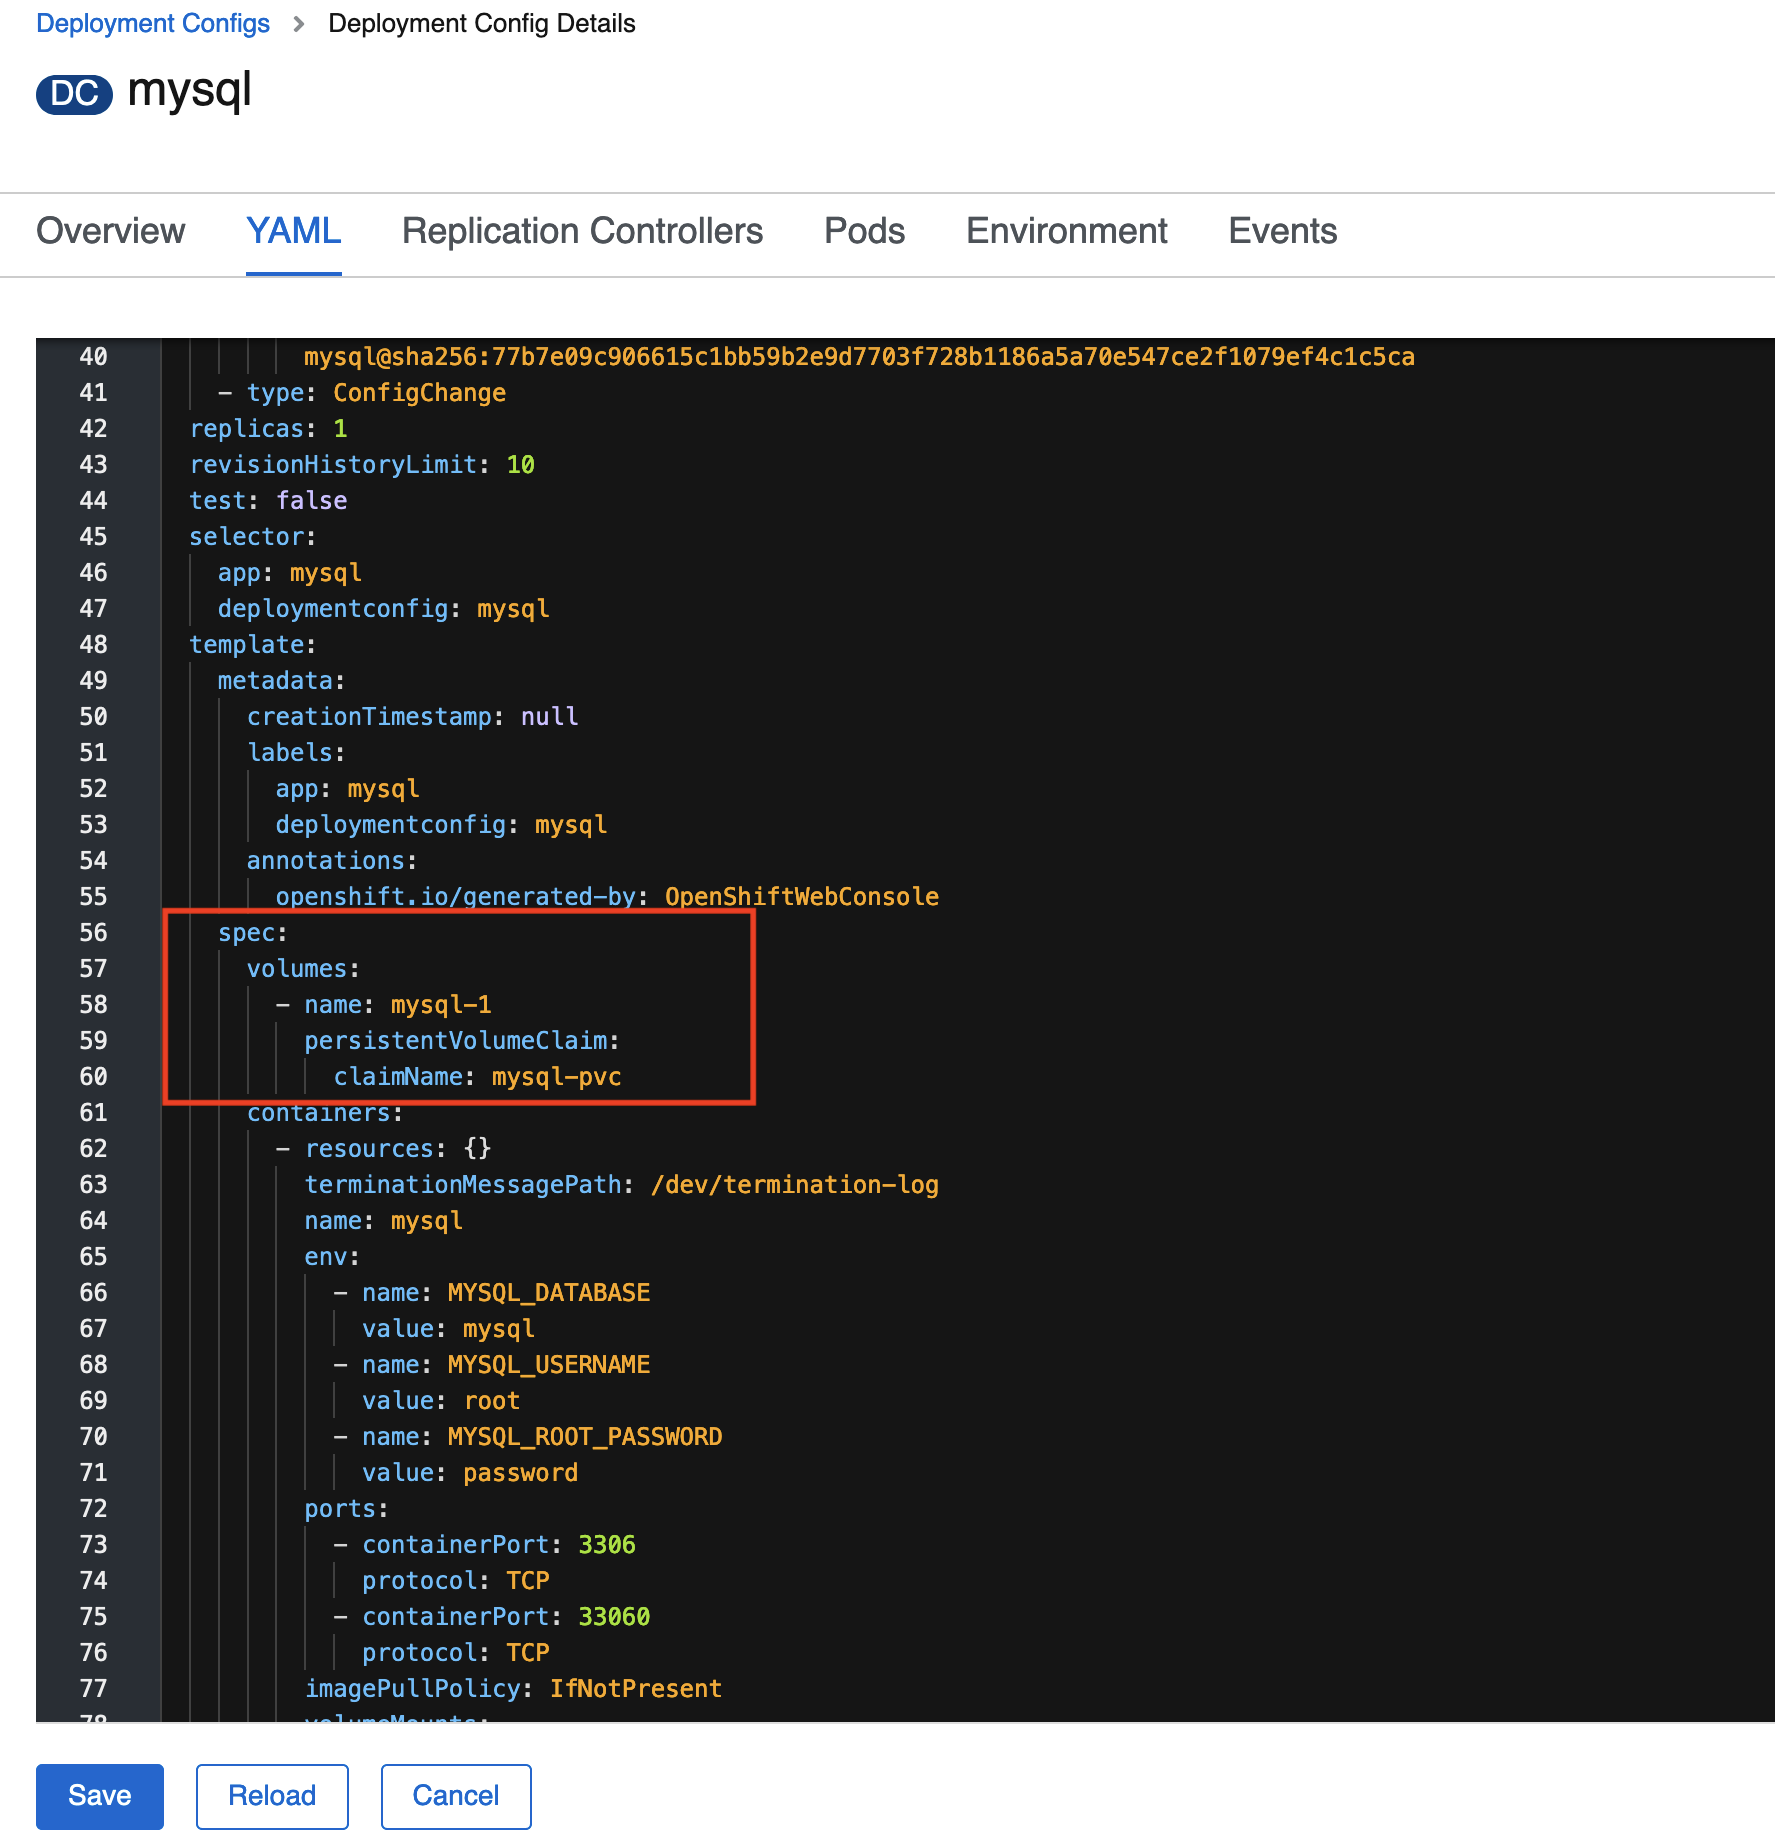 Deployment Configs > Deployment Config Details
DC mysql
Overview YAML Replication Controllers Pods Environment Events
40 mysql@sha256:77b7e09c906615c1bb59b2e9d7703f728b1186a5a70e547ce2f1079ef4c1c5ca
41 - type: ConfigChange
42 replicas: 1
43 revisionHistoryLimit: 10
44 test: false
45 selector:
46 app: mysql
47 deploymentconfig: mysql
48 template:
49 metadata:
50 creationTimestamp: null
51 labels:
52 app: mysql
53 deploymentconfig: mysql
54 annotations:
55 openshift.io/generated-by: OpenShiftWebConsole
56 spec:
57 volumes:
58 - name: mysql-1
59 persistentVolumeClaim:
60 claimName: mysql-pvc
61 containers:
62 - resources: {}
63 terminationMessagePath: /dev/termination-log
64 name: mysql
65 env:
66 - name: MYSQL_DATABASE
67 value: mysql
68 - name: MYSQL_USERNAME
69 value: root
70 - name: MYSQL_ROOT_PASSWORD
71 value: password
72 ports:
73 - containerPort: 3306
74 protocol: TCP
75 - containerPort: 33060
76 protocol: TCP
77 imagePullPolicy: IfNotPresent
78 volumeMounts:
Save Reload Cancel